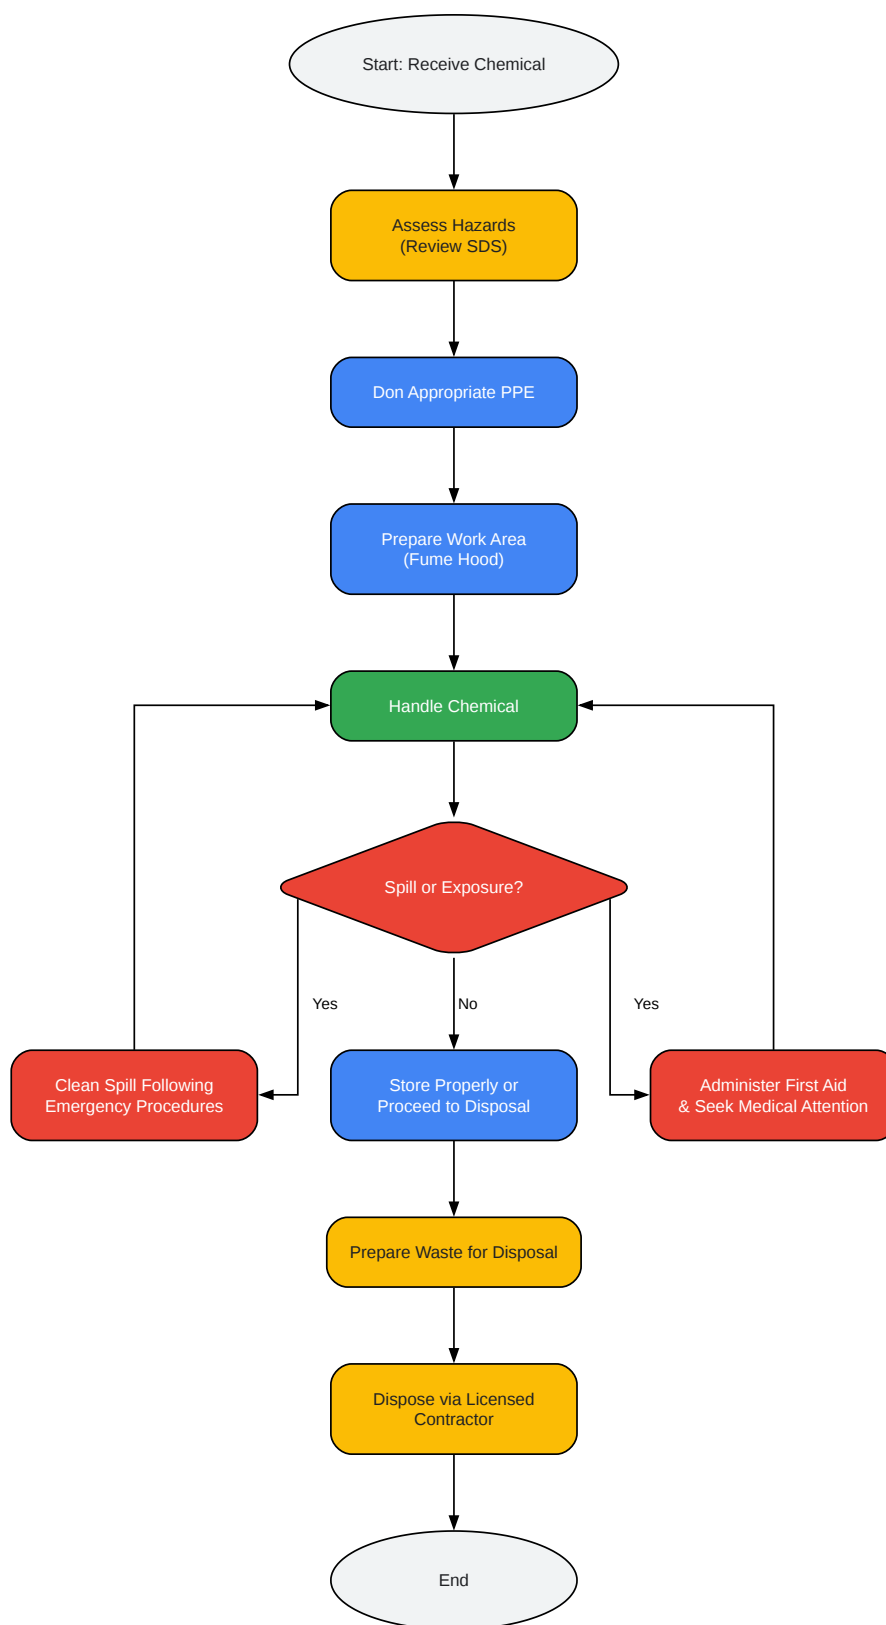 Start: Receive Chemical
Assess Hazards
(Review SDS)
Don Appropriate PPE
Prepare Work Area
(Fume Hood)
Handle Chemical
Spill or Exposure?
Yes
No
Yes
Clean Spill Following
Emergency Procedures
Store Properly or
Proceed to Disposal
Administer First Aid
& Seek Medical Attention
Prepare Waste for Disposal
Dispose via Licensed
Contractor
End